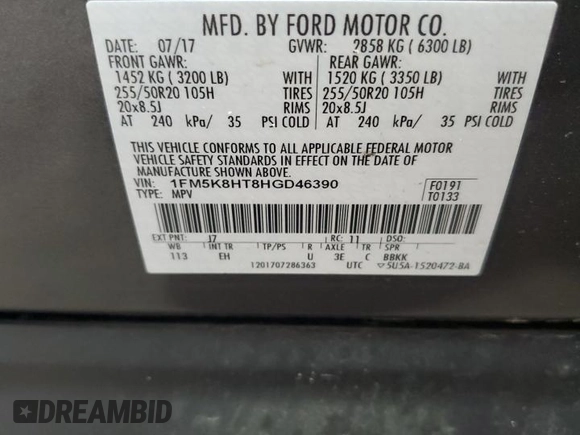 MFD. BY FORD MOTOR CO.
DATE: 07/17 GVWR: 2858 KG ( 6300 LB)
FRONT GAWR: REAR GAWR:
1452 KG ( 3200 LB) WITH 1520 KG ( 3350 LB) WITH
255/50R20 105H TIRES 255/50R20 105H TIRES
20x8.5J RIMS 20x8.5J RIMS
AT 240 kPa/ 35 PSI COLD AT 240 kPa/ 35 PSI COLD
THIS VEHICLE CONFORMS TO ALL APPLICABLE FEDERAL MOTOR
VEHICLE SAFETY STANDARDS IN EFFECT ON THE DATE OF
MANUFACTURE SHOWN ABOVE.
VIN: 1FM5K8HT8HGD46390 F0191
TYPE: MPV T0133
EXT PNT: J7 RC: 11 DSO:
WB INT TR TP/PS R AXLE TR SPR
113 EH U 3E C BBKK
1201707286363 UTC ▽5U5A-1520472-BA
DREAMBID